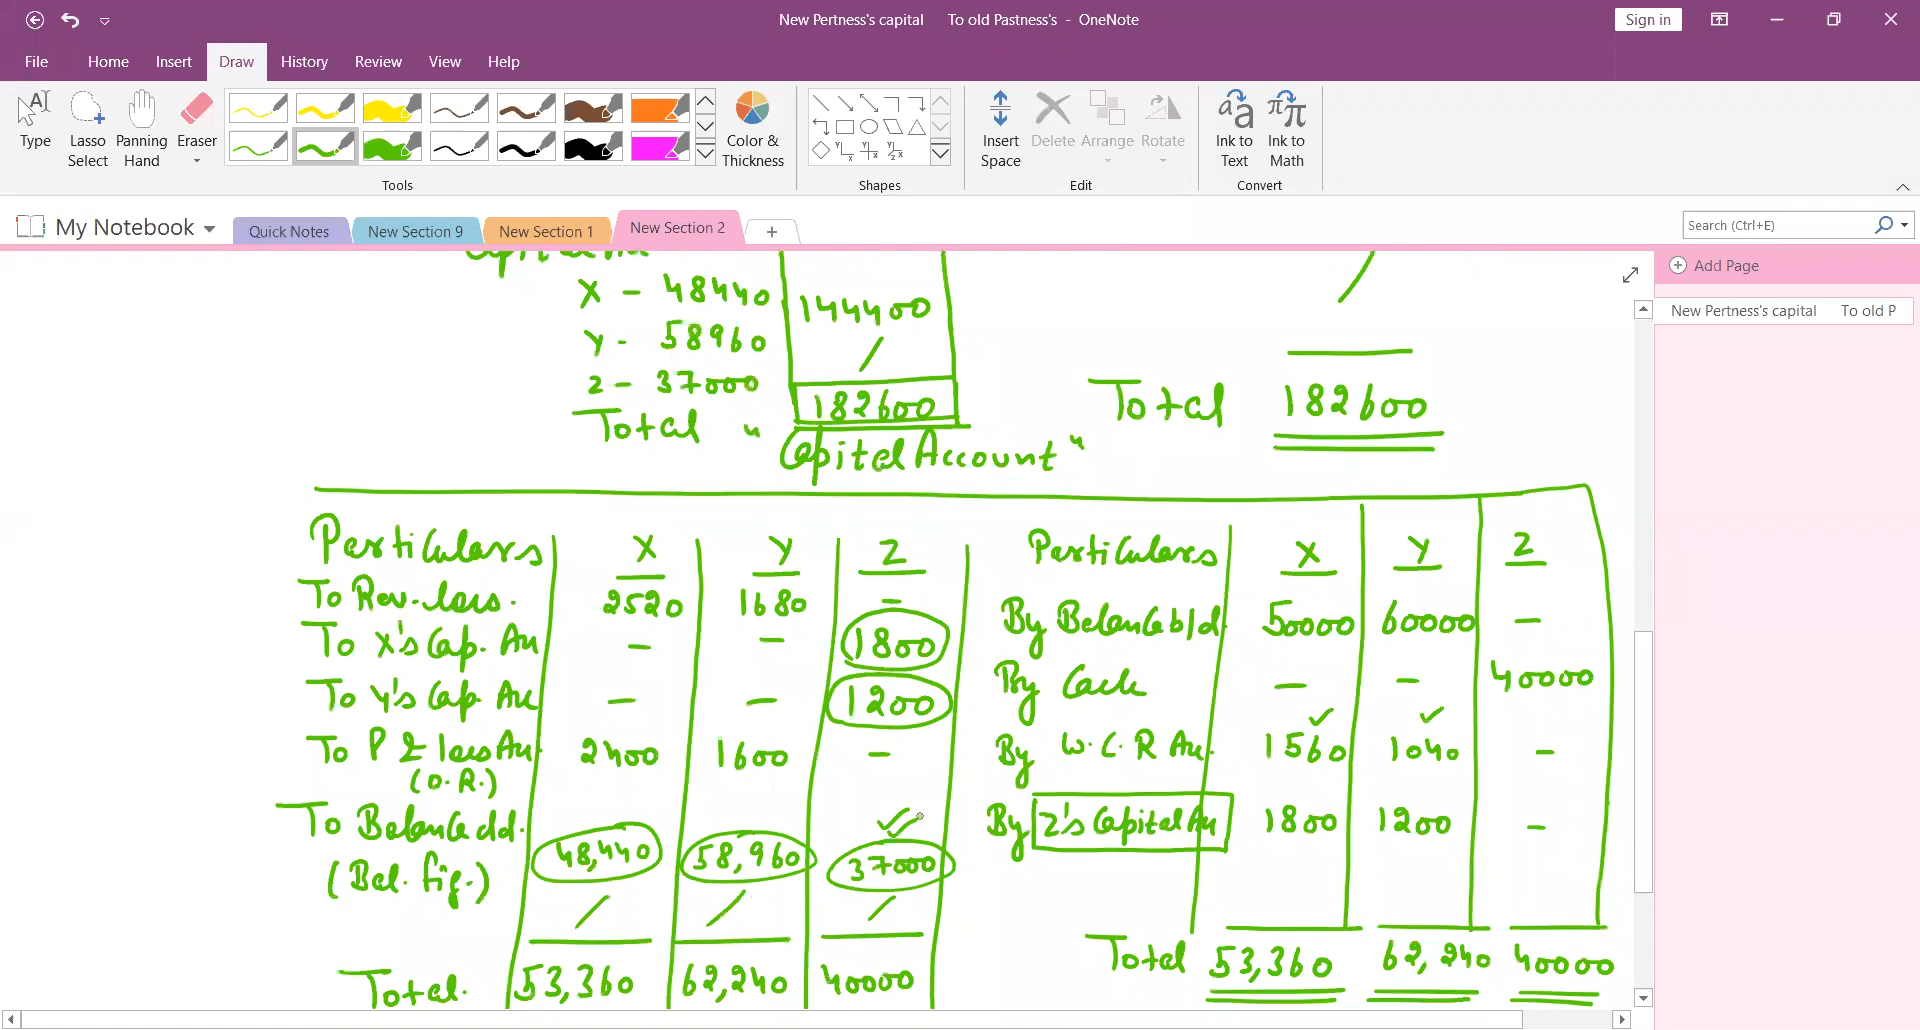 New Pertness's capital To old Pastness's - OneNote
Sign in
File Home Insert Draw History Review View Help
Type
Lasso Select
Panning Hand
Eraser
Color & Thickness
Insert Space
Delete
Arrange
Rotate
Ink to Text
Ink to Math
Tools Shapes Edit Convert
My Notebook Quick Notes New Section 9 New Section 1 New Section 2 + Search (Ctrl+E)
Add Page
New Pertness's capital To old P
X - 48440 144400
Y - 58960
Z - 37000
Total 182600 Total 182600
"Capital Account"
Particulars X Y Z Particulars X Y Z
To Rev. loss. 2520 1680 - By Balance b/d. 50000 60000 -
To X's Cap. Au - - 1800 By Cash - - 40000
To Y's Cap. Au - - 1200
To P & loss Au. 2400 1600 - By W.C.R Au. 1560 1040 -
(O.R.)
To Balance c/d. By Z's Capital Au 1800 1200 -
(Bal. fig.) 48,440 58,960 37000
Total. 53,360 62,240 40000 Total 53,360 62,240 40000